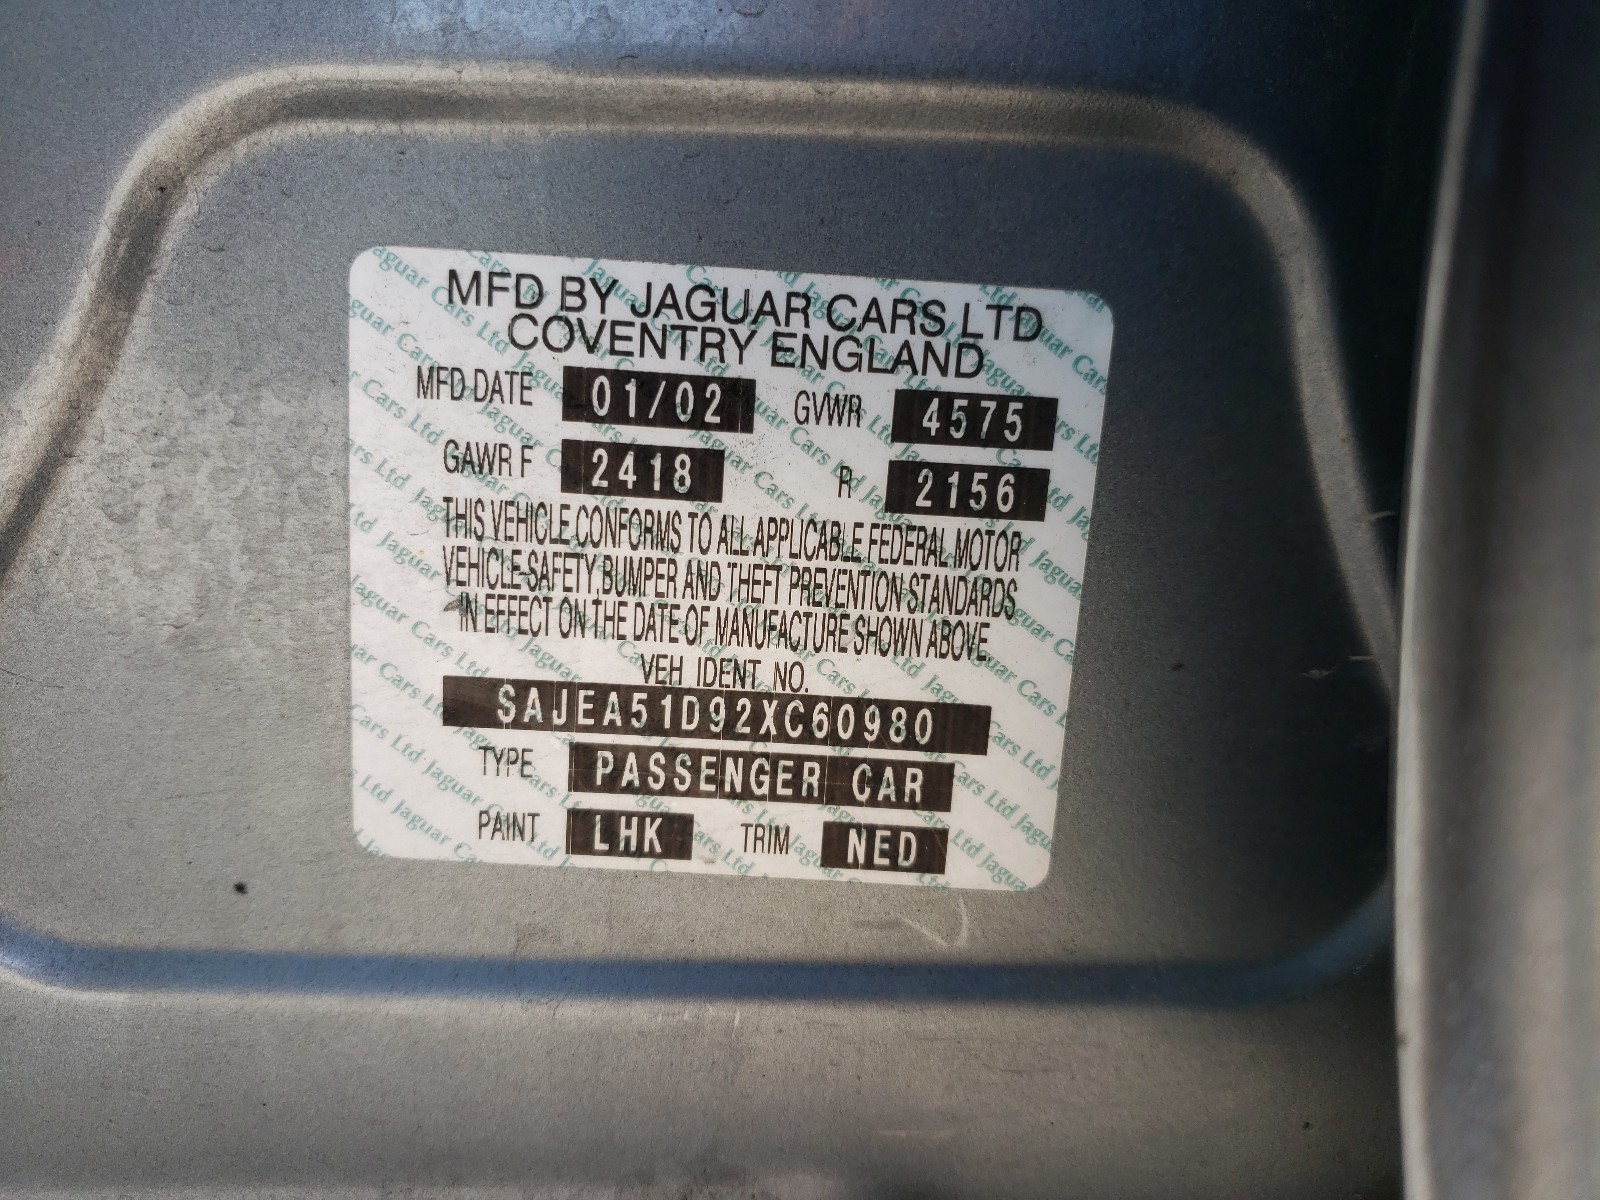 MFD BY JAGUAR CARS LTD
COVENTRY ENGLAND
MFD DATE 01/02 GVWR 4575
GAWR F 2418 R 2156
THIS VEHICLE CONFORMS TO ALL APPLICABLE FEDERAL MOTOR
VEHICLE-SAFETY, BUMPER AND THEFT PREVENTION STANDARDS
IN EFFECT ON THE DATE OF MANUFACTURE SHOWN ABOVE
VEH IDENT NO.
SAJEA51D92XC60980
TYPE PASSENGER CAR
PAINT LHK TRIM NED